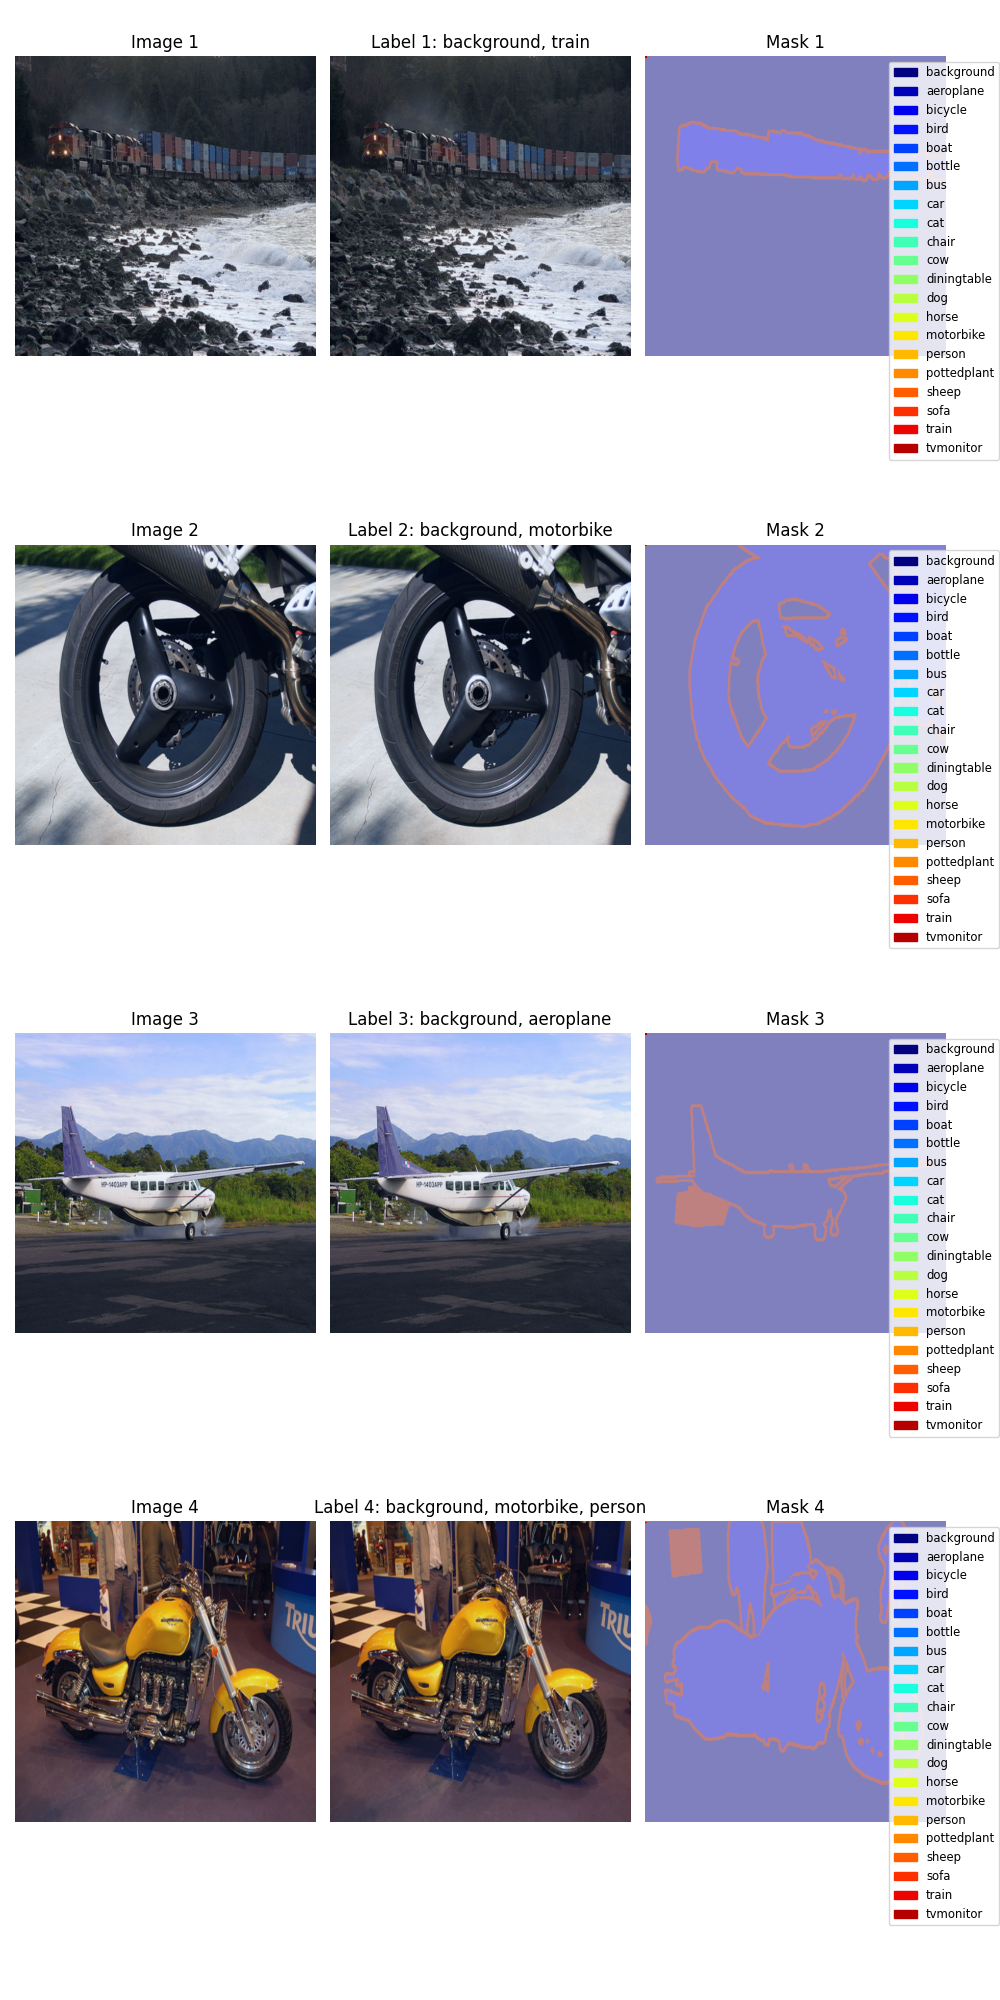 Image 1
Label 1: background, train
Mask 1
background
aeroplane
bicycle
bird
boat
bottle
bus
car
cat
chair
cow
diningtable
dog
horse
motorbike
person
pottedplant
sheep
sofa
train
tvmonitor
Image 2
Label 2: background, motorbike
Mask 2
background
aeroplane
bicycle
bird
boat
bottle
bus
car
cat
chair
cow
diningtable
dog
horse
motorbike
person
pottedplant
sheep
sofa
train
tvmonitor
Image 3
Label 3: background, aeroplane
Mask 3
HP-1403APP
HP-1403APP
background
aeroplane
bicycle
bird
boat
bottle
bus
car
cat
chair
cow
diningtable
dog
horse
motorbike
person
pottedplant
sheep
sofa
train
tvmonitor
Image 4
Label 4: background, motorbike, person
Mask 4
TRIU
TRIU
background
aeroplane
bicycle
bird
boat
bottle
bus
car
cat
chair
cow
diningtable
dog
horse
motorbike
person
pottedplant
sheep
sofa
train
tvmonitor